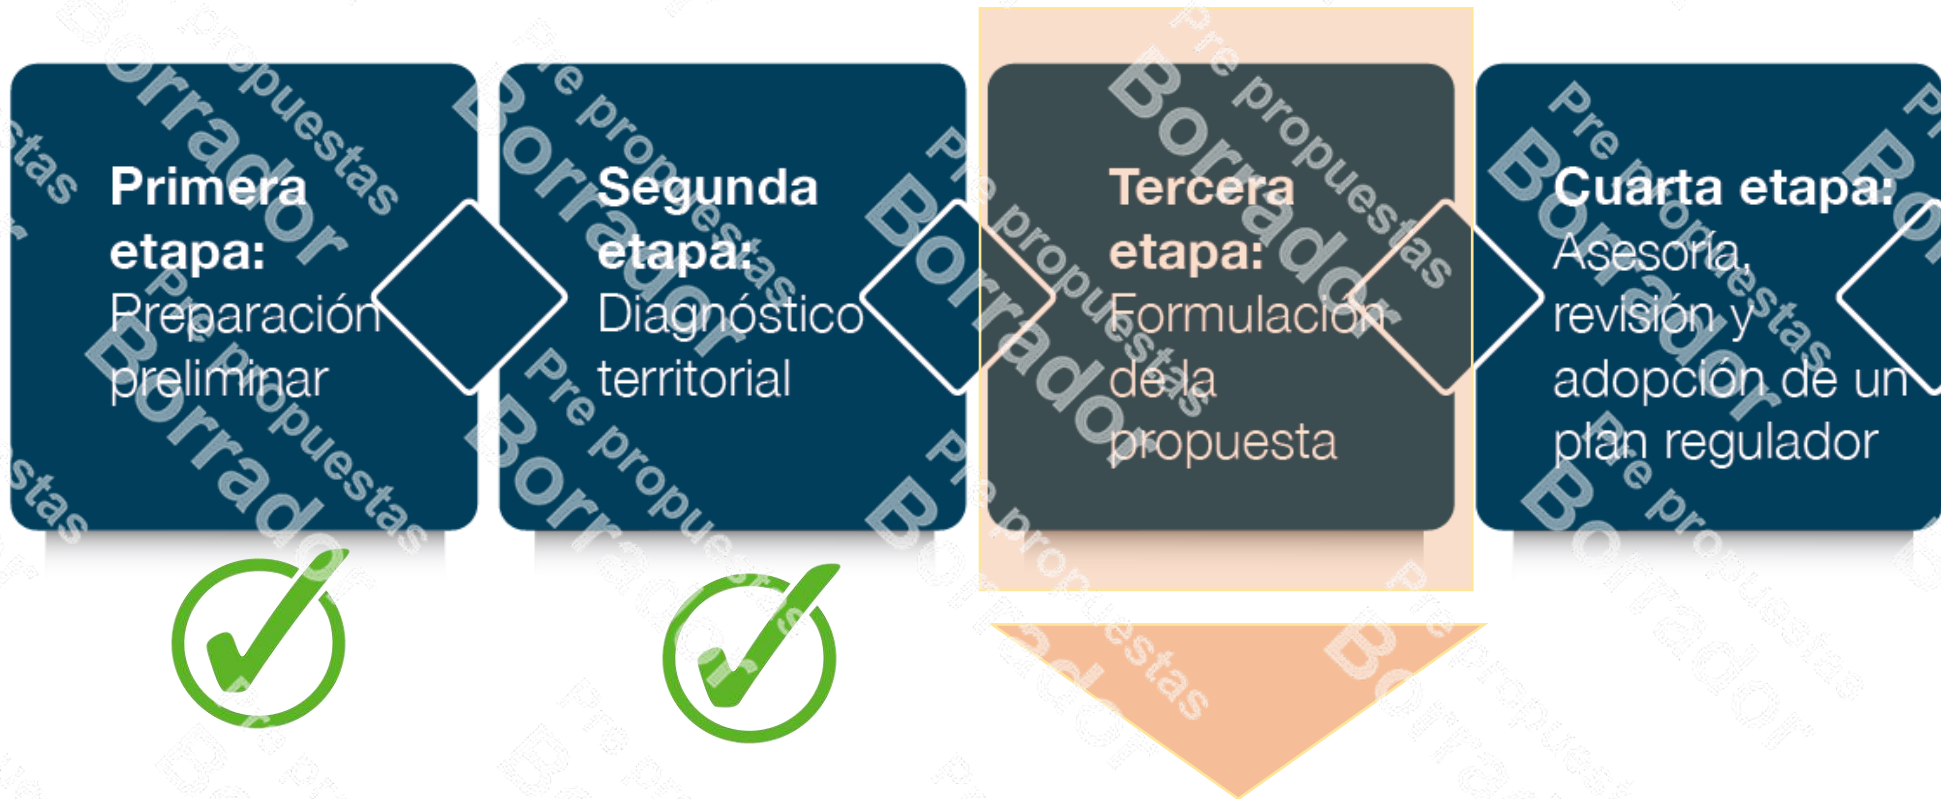 Primera
etapa:
Preparación
preliminar
Segunda
etapa:
Diagnóstico
territorial
Tercera
etapa:
Formulación
de la
propuesta
Cuarta etapa:
Asesoría,
revisión y
adopción de un
plan regulador
Pre propuestas
Borrador